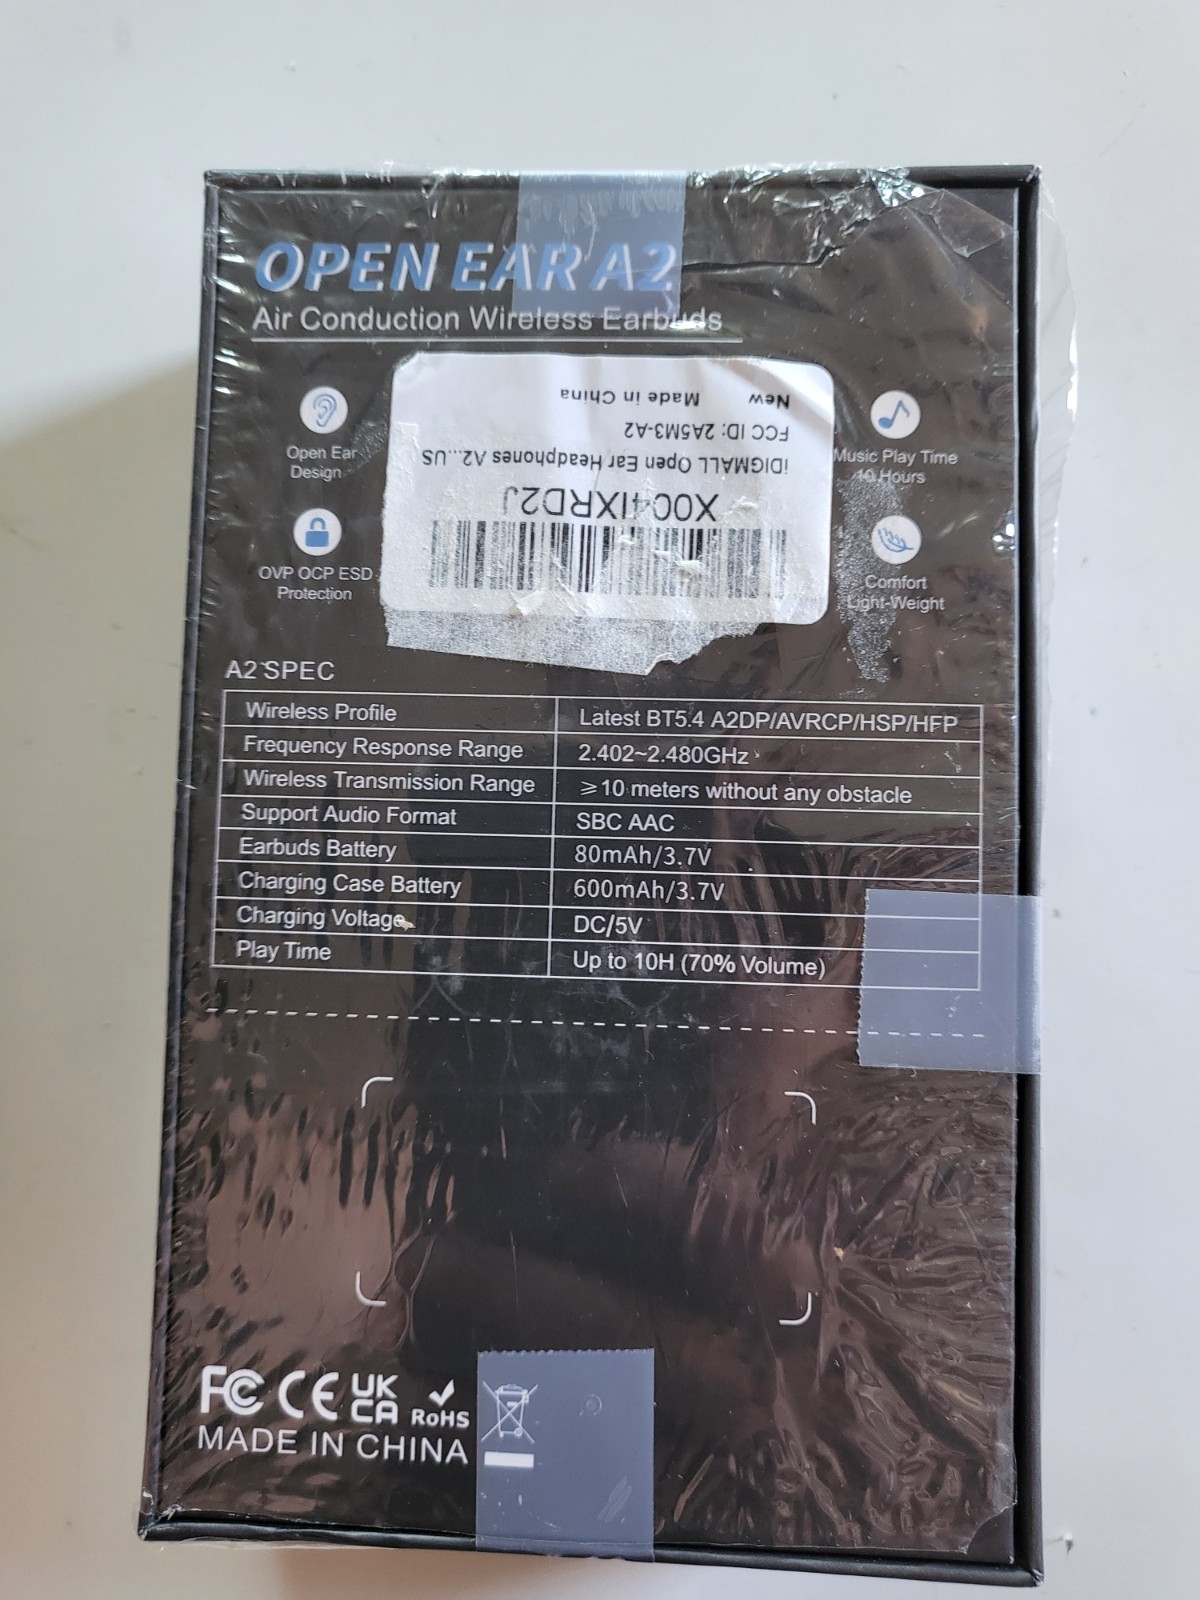 OPEN EAR A2
Air Conduction Wireless Earbuds
Open Ear
Design
OVP OCP ESD
Protection
New Made in China
FCC ID: 2A5M3-A2
iDIGMALL Open Ear Headphones A2...US
X004IXRD2J
Music Play Time
10 Hours
Comfort
Light-Weight
A2 SPEC
Wireless Profile Latest BT5.4 A2DP/AVRCP/HSP/HFP
Frequency Response Range 2.402~2.480GHz
Wireless Transmission Range ≥10 meters without any obstacle
Support Audio Format SBC AAC
Earbuds Battery 80mAh/3.7V
Charging Case Battery 600mAh/3.7V
Charging Voltage DC/5V
Play Time Up to 10H (70% Volume)
FC CE UK CA RoHS
MADE IN CHINA